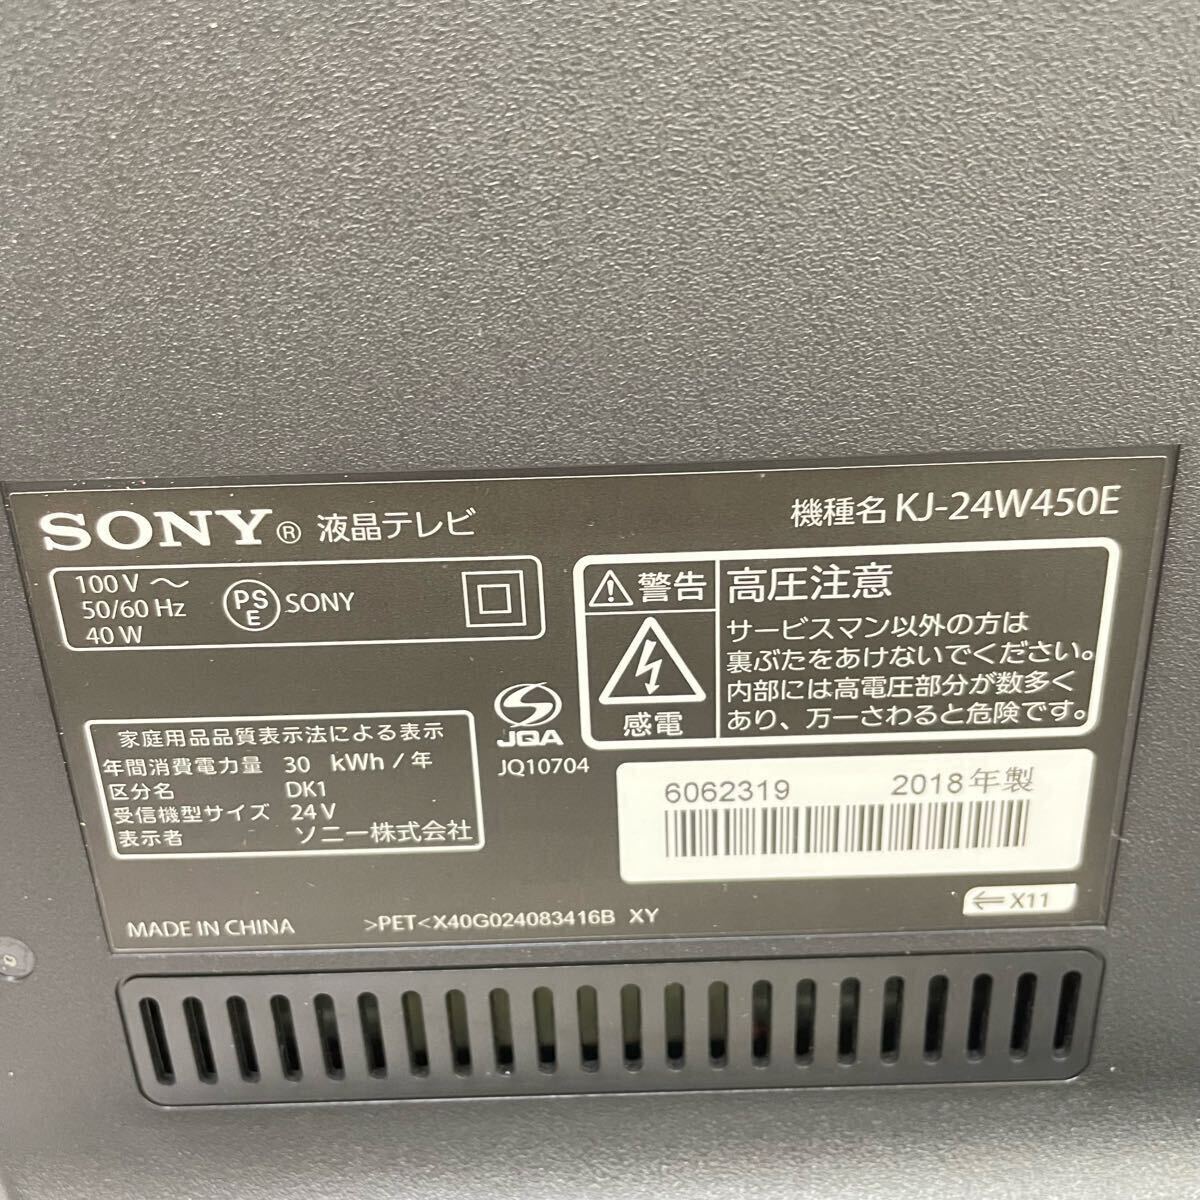 SONY® 液晶テレビ
機種名 KJ-24W450E
100 V ～
50/60 Hz
40 W
PS
E
SONY
警告
感電
高圧注意
サービスマン以外の方は
裏ぶたをあけないでください。
内部には高電圧部分が数多く
あり、万一さわると危険です。
JQA
JQ10704
家庭用品品質表示法による表示
年間消費電力量 30 kWh / 年
区分名 DK1
受信機型サイズ 24 V
表示者 ソニー株式会社
6062319 2018年製
⇐ X11
MADE IN CHINA >PET<X40G024083416B XY